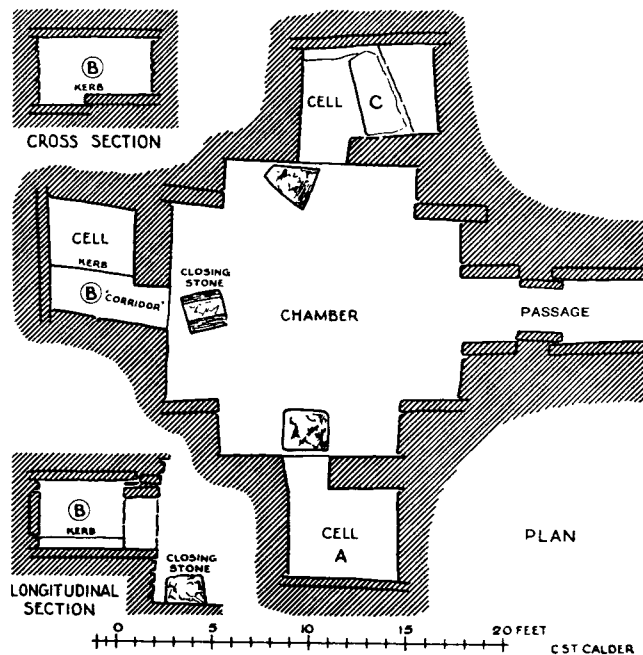 B
KERB
CROSS SECTION
CELL
C
CELL
KERB
B 'CORRIDOR'
CLOSING
STONE
CHAMBER
PASSAGE
B
KERB
CLOSING
STONE
LONGITUDINAL
SECTION
CELL
A
PLAN
0 5 10 15 20 FEET
C S T CALDER